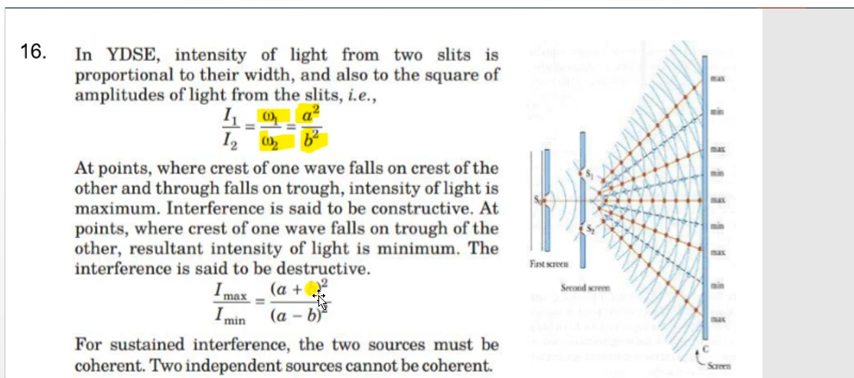 16.
In YDSE, intensity of light from two slits is
proportional to their width, and also to the square of
amplitudes of light from the slits, i.e.,
I₁/I₂ = ω₁/ω₂ = a²/b²
At points, where crest of one wave falls on crest of the
other and through falls on trough, intensity of light is
maximum. Interference is said to be constructive. At
points, where crest of one wave falls on trough of the
other, resultant intensity of light is minimum. The
interference is said to be destructive.
I max / I min = (a + )² / (a – b)²
For sustained interference, the two sources must be
coherent. Two independent sources cannot be coherent.
max
min
max
min
max
min
max
min
max
S₁
S₂
First screen
Second screen
C
Screen